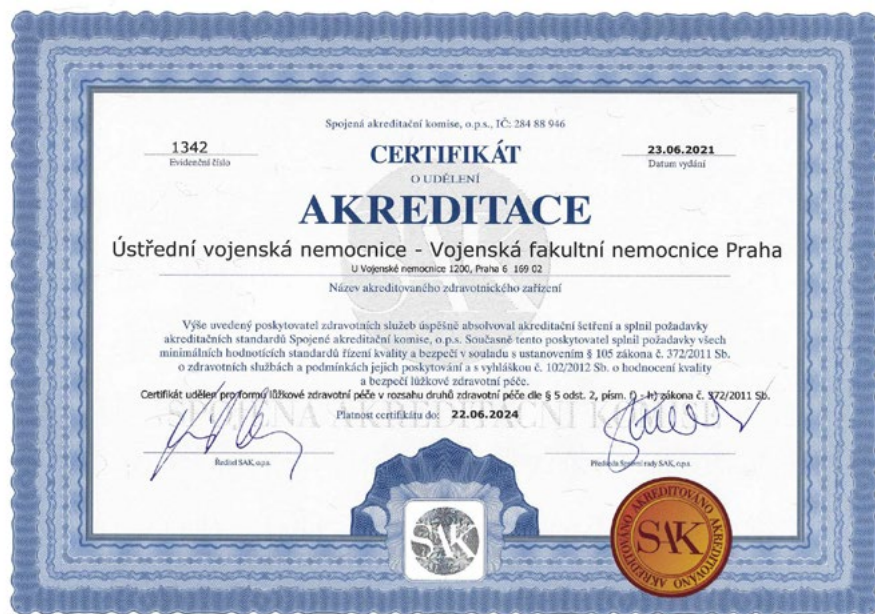 Spojená akreditační komise, o.p.s., IČ: 284 88 946
1342
Evidenční číslo
23.06.2021
Datum vydání
CERTIFIKÁT
O UDĚLENÍ
AKREDITACE
Ústřední vojenská nemocnice - Vojenská fakultní nemocnice Praha
U Vojenské nemocnice 1200, Praha 6 169 02
Název akreditovaného zdravotnického zařízení
Výše uvedený poskytovatel zdravotních služeb úspěšně absolvoval akreditační šetření a splnil požadavky
akreditačních standardů Spojené akreditační komise, o.p.s. Současně tento poskytovatel splnil požadavky všech
minimálních hodnotících standardů řízení kvality a bezpečí v souladu s ustanovením § 105 zákona č. 372/2011 Sb.
o zdravotních službách a podmínkách jejich poskytování a s vyhláškou č. 102/2012 Sb. o hodnocení kvality
a bezpečí lůžkové zdravotní péče.
Certifikát udělen pro formu lůžkové zdravotní péče v rozsahu druhů zdravotní péče dle § 5 odst. 2, písm. f) - h) zákona č. 372/2011 Sb.
SPOJENÁ AKREDITAČNÍ KOMISE
Platnost certifikátu do: 22.06.2024
Ředitel SAK, o.p.s.
Předseda Správní rady SAK, o.p.s.
SAK
SAK
AKREDITOVÁNO AKREDITOVÁNO AKREDITOVÁNO
SAK